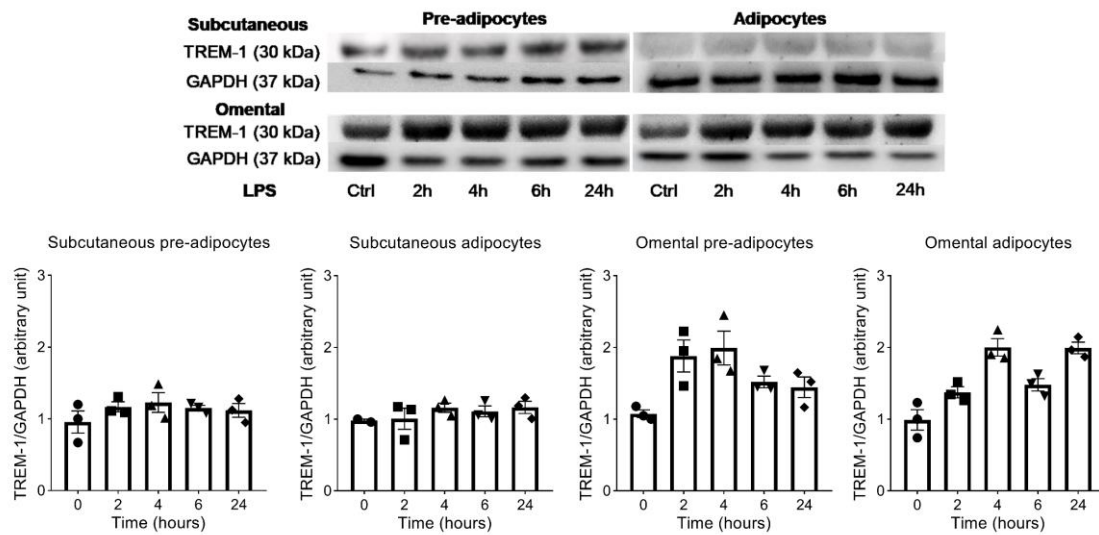 Subcutaneous Pre-adipocytes Adipocytes
TREM-1 (30 kDa)
GAPDH (37 kDa)
Omental
TREM-1 (30 kDa)
GAPDH (37 kDa)
LPS Ctrl 2h 4h 6h 24h Ctrl 2h 4h 6h 24h
Subcutaneous pre-adipocytes
TREM-1/GAPDH (arbitrary unit)
3
2
1
0
0 2 4 6 24
Time (hours)
Subcutaneous adipocytes
TREM-1/GAPDH (arbitrary unit)
3
2
1
0
0 2 4 6 24
Time (hours)
Omental pre-adipocytes
TREM-1/GAPDH (arbitrary unit)
3
2
1
0
0 2 4 6 24
Time (hours)
Omental adipocytes
TREM-1/GAPDH (arbitrary unit)
3
2
1
0
0 2 4 6 24
Time (hours)